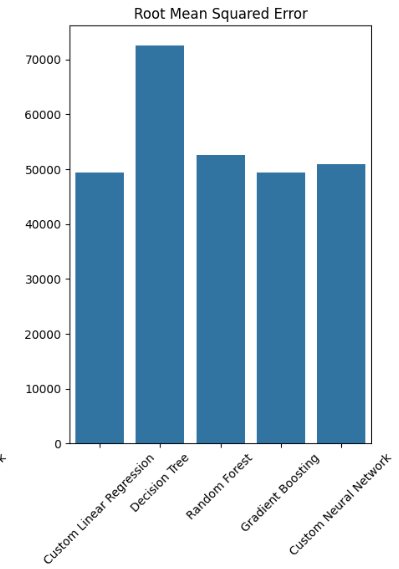 Root Mean Squared Error
70000
60000
50000
40000
30000
20000
10000
0
Custom Linear Regression
Decision Tree
Random Forest
Gradient Boosting
Custom Neural Network